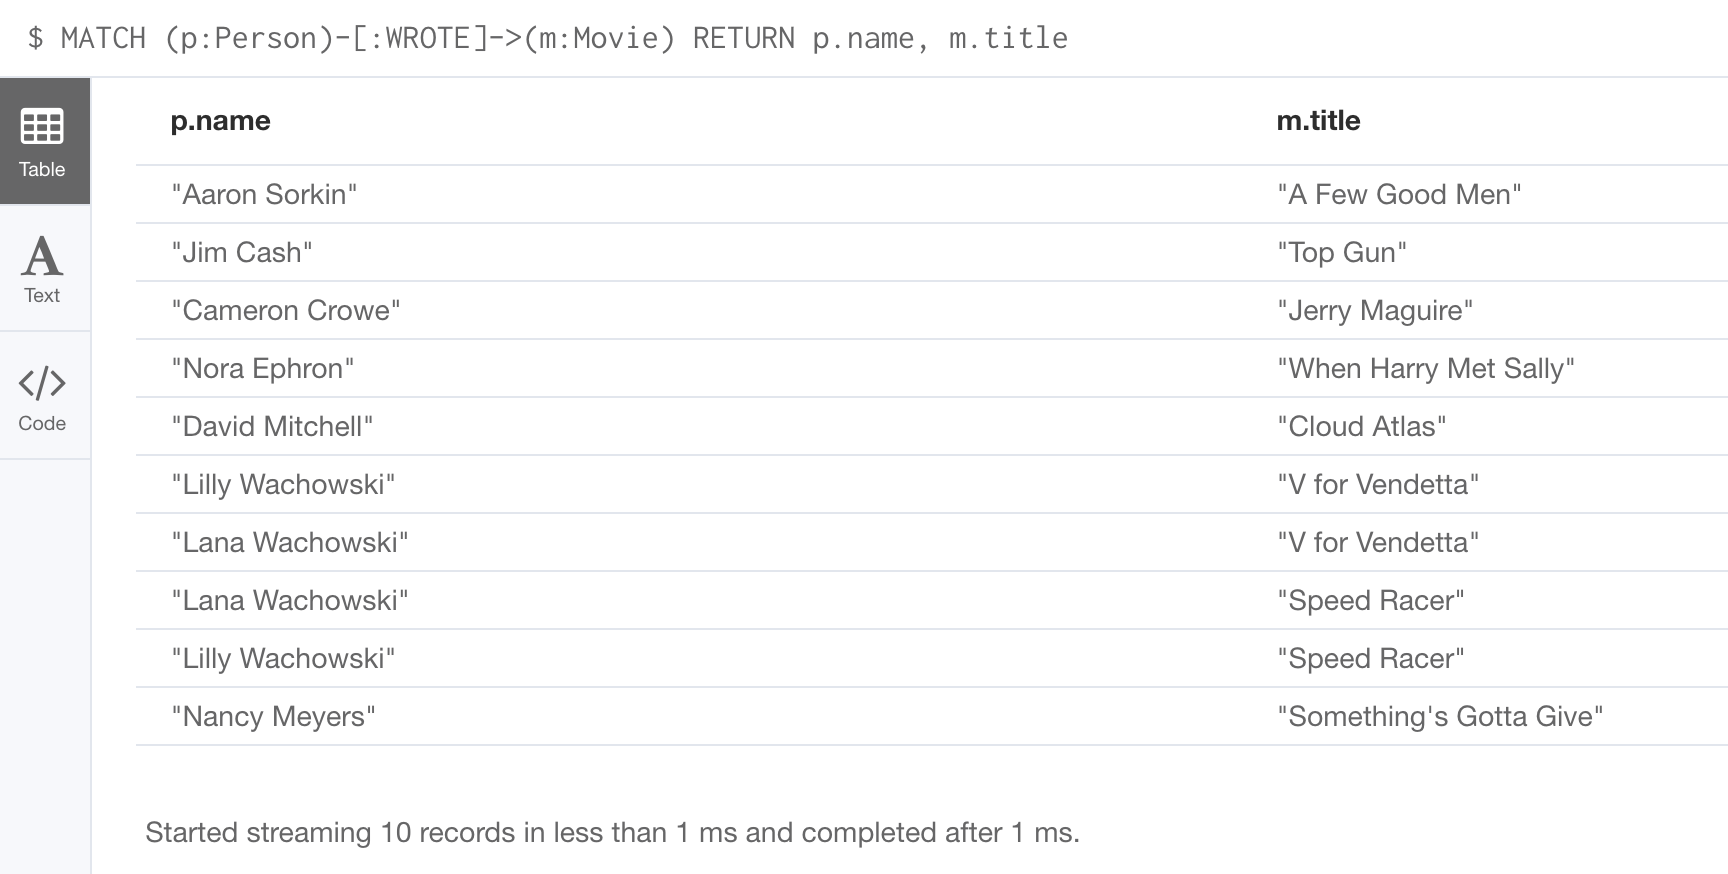 $ MATCH (p:Person)-[:WROTE]->(m:Movie) RETURN p.name, m.title
Table
Text
Code
p.name m.title
"Aaron Sorkin" "A Few Good Men"
"Jim Cash" "Top Gun"
"Cameron Crowe" "Jerry Maguire"
"Nora Ephron" "When Harry Met Sally"
"David Mitchell" "Cloud Atlas"
"Lilly Wachowski" "V for Vendetta"
"Lana Wachowski" "V for Vendetta"
"Lana Wachowski" "Speed Racer"
"Lilly Wachowski" "Speed Racer"
"Nancy Meyers" "Something's Gotta Give"
Started streaming 10 records in less than 1 ms and completed after 1 ms.